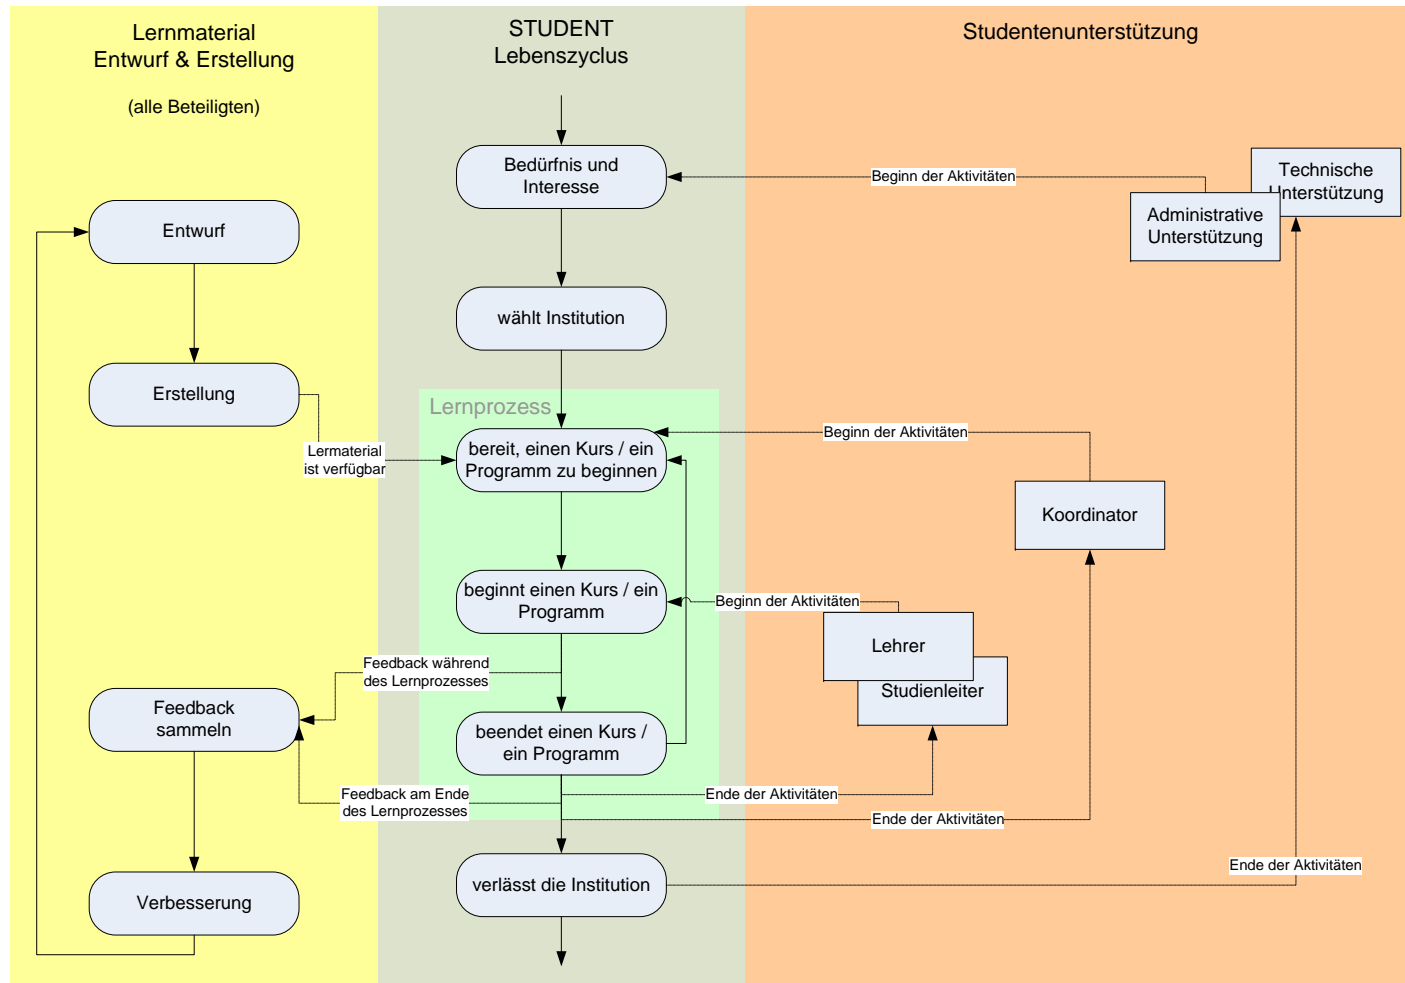 Lernmaterial
Entwurf & Erstellung
(alle Beteiligten)
Entwurf
Erstellung
Lermaterial
ist verfügbar
Feedback
sammeln
Verbesserung
STUDENT
Lebenszyclus
Bedürfnis und
Interesse
wählt Institution
Lernprozess
bereit, einen Kurs / ein
Programm zu beginnen
beginnt einen Kurs / ein
Programm
Feedback während
des Lernprozesses
beendet einen Kurs /
ein Programm
Feedback am Ende
des Lernprozesses
verlässt die Institution
Studentenunterstützung
Beginn der Aktivitäten
Technische
Unterstützung
Administrative
Unterstützung
Beginn der Aktivitäten
Koordinator
Beginn der Aktivitäten
Lehrer
Studienleiter
Ende der Aktivitäten
Ende der Aktivitäten
Ende der Aktivitäten